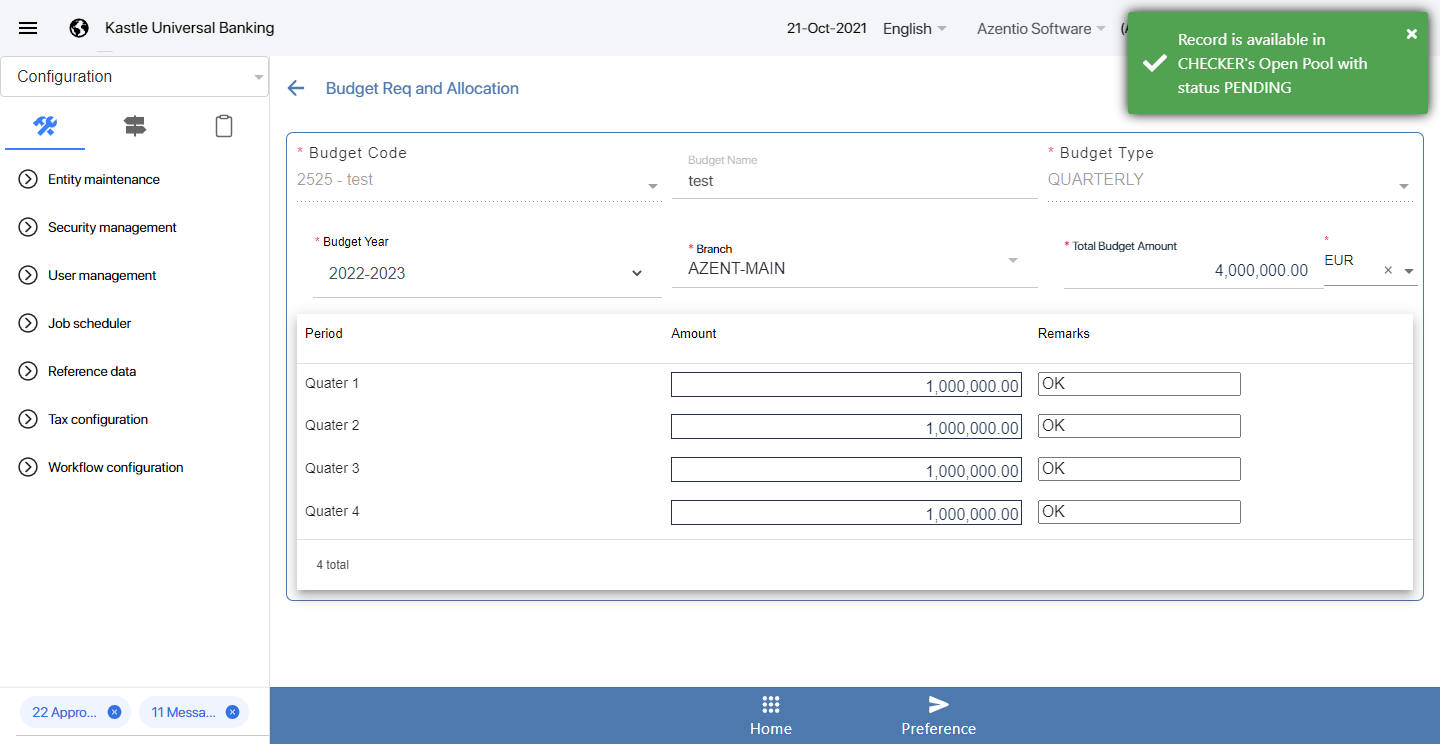 Kastle Universal Banking
21-Oct-2021 English Azentio Software
Record is available in
CHECKER's Open Pool with
status PENDING
Configuration
Budget Req and Allocation
Entity maintenance
Security management
User management
Job scheduler
Reference data
Tax configuration
Workflow configuration
* Budget Code
2525 - test
Budget Name
test
* Budget Type
QUARTERLY
* Budget Year
2022-2023
* Branch
AZENT-MAIN
* Total Budget Amount
4,000,000.00
*
EUR ×
Period Amount Remarks
Quater 1 1,000,000.00 OK
Quater 2 1,000,000.00 OK
Quater 3 1,000,000.00 OK
Quater 4 1,000,000.00 OK
4 total
22 Appro... 11 Messa...
Home Preference